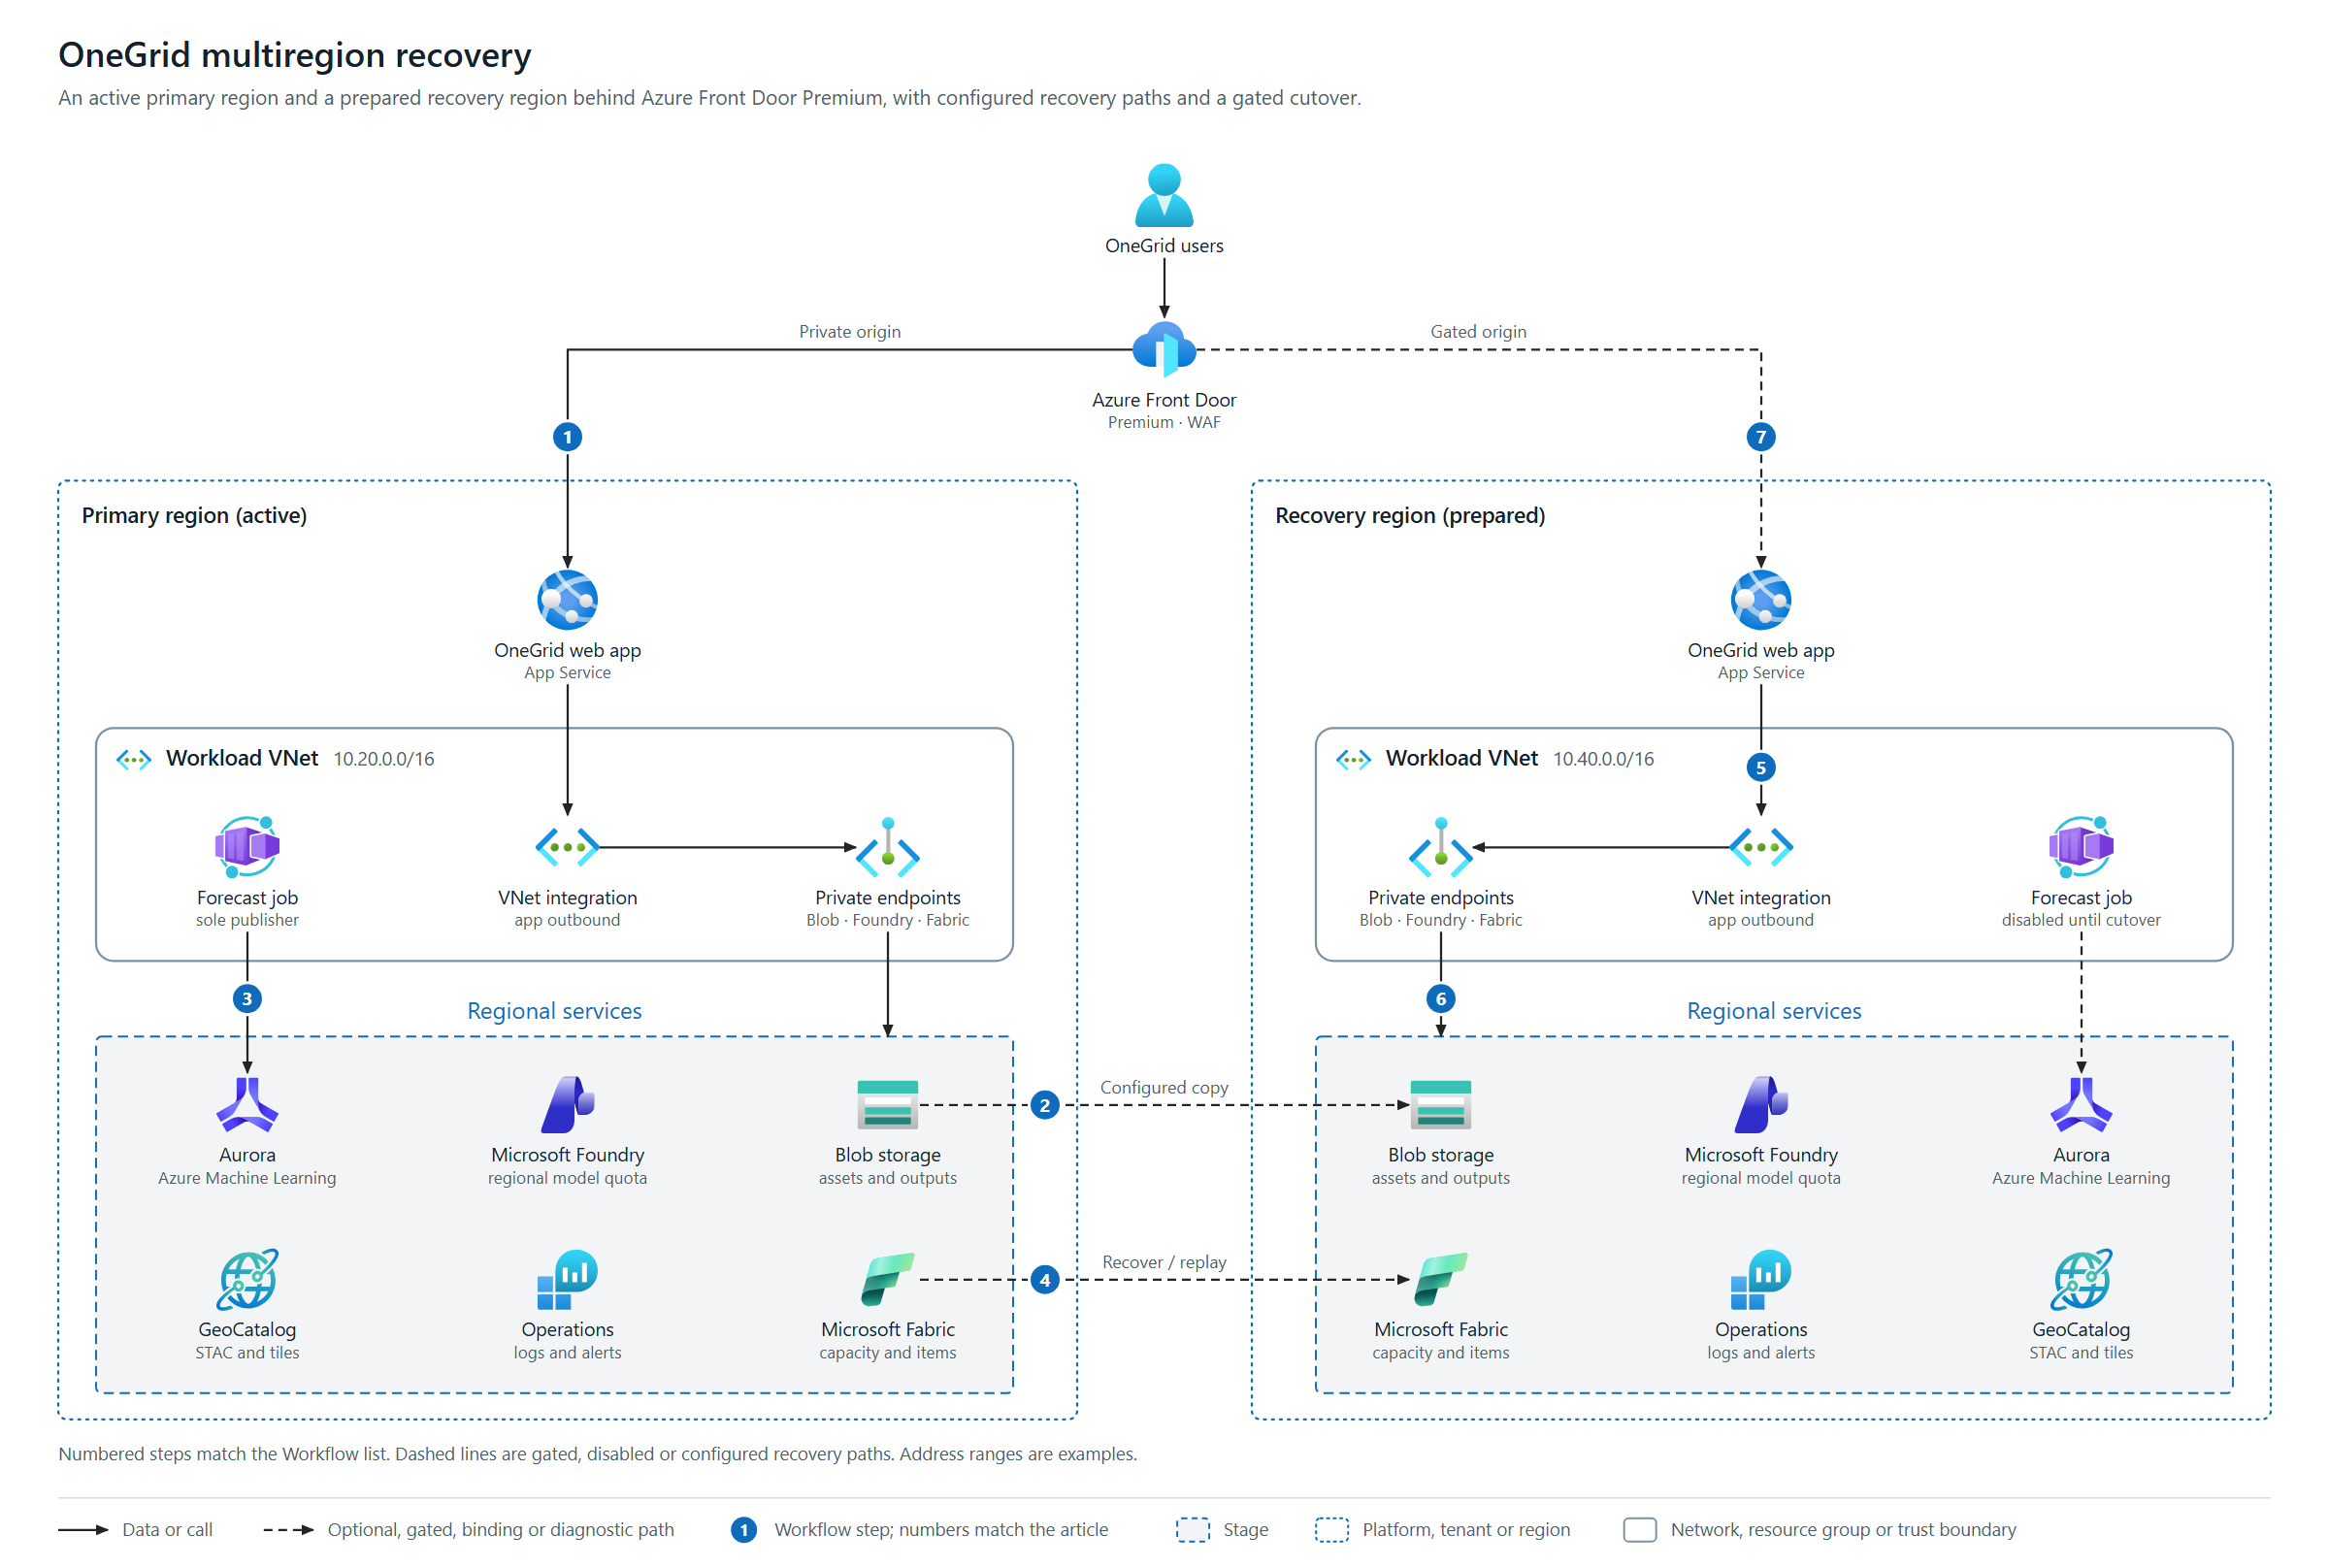 OneGrid multiregion recovery
An active primary region and a prepared recovery region behind Azure Front Door Premium, with configured recovery paths and a gated cutover.
OneGrid users
Private origin
Gated origin
Azure Front Door
Premium · WAF
1
7
Primary region (active)
Recovery region (prepared)
OneGrid web app
App Service
OneGrid web app
App Service
Workload VNet 10.20.0.0/16
Workload VNet 10.40.0.0/16
5
Forecast job
sole publisher
VNet integration
app outbound
Private endpoints
Blob · Foundry · Fabric
Private endpoints
Blob · Foundry · Fabric
VNet integration
app outbound
Forecast job
disabled until cutover
3
6
Regional services
Regional services
2
Configured copy
Aurora
Azure Machine Learning
Microsoft Foundry
regional model quota
Blob storage
assets and outputs
Blob storage
assets and outputs
Microsoft Foundry
regional model quota
Aurora
Azure Machine Learning
4
Recover / replay
GeoCatalog
STAC and tiles
Operations
logs and alerts
Microsoft Fabric
capacity and items
Microsoft Fabric
capacity and items
Operations
logs and alerts
GeoCatalog
STAC and tiles
Numbered steps match the Workflow list. Dashed lines are gated, disabled or configured recovery paths. Address ranges are examples.
Data or call
Optional, gated, binding or diagnostic path
1
Workflow step; numbers match the article
Stage
Platform, tenant or region
Network, resource group or trust boundary